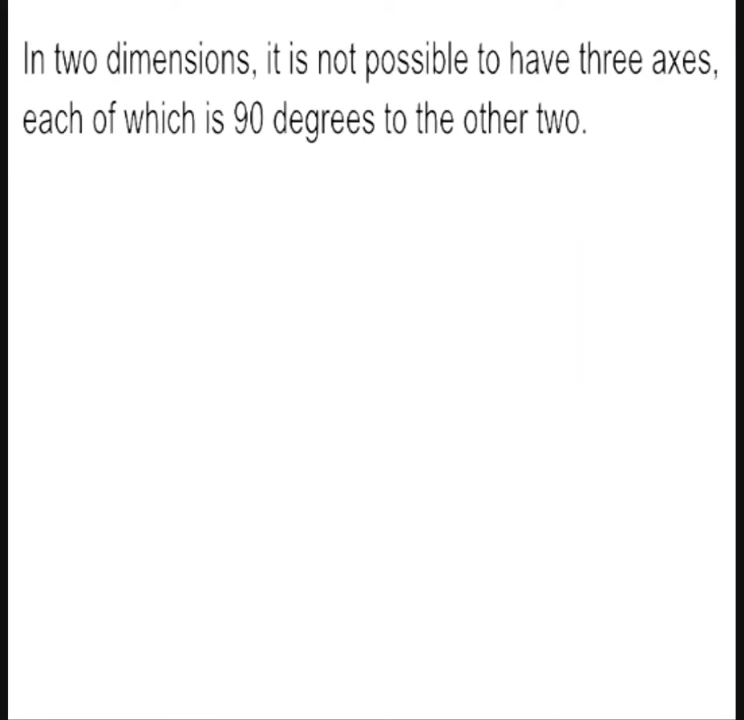 In two dimensions, it is not possible to have three axes,
each of which is 90 degrees to the other two.